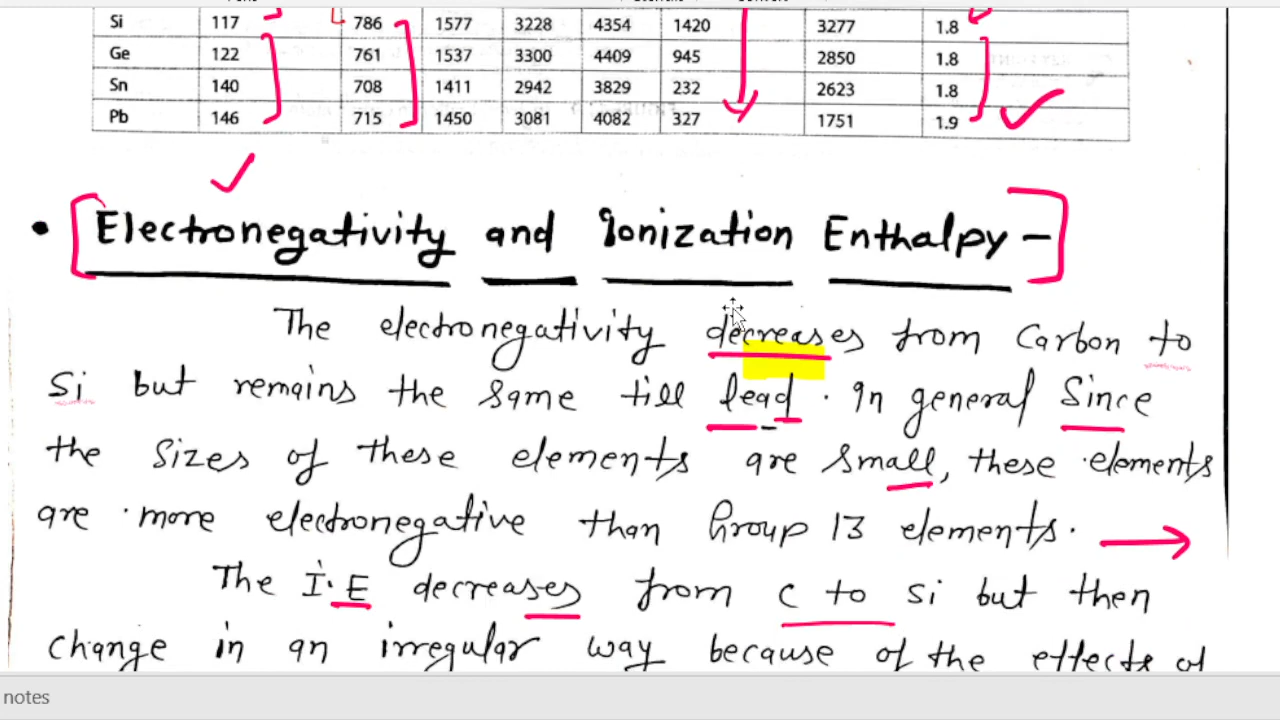 Si 117 786 1577 3228 4354 1420 3277 1.8
Ge 122 761 1537 3300 4409 945 2850 1.8
Sn 140 708 1411 2942 3829 232 2623 1.8
Pb 146 715 1450 3081 4082 327 1751 1.9
• Electronegativity and Ionization Enthalpy -
The electronegativity decreases from Carbon to
Si but remains the same till lead. In general Since
the Sizes of these elements are small, these elements
are more electronegative than Group 13 elements.
The I.E decreases from C to Si but then
change in an irregular way because of the effects of
notes